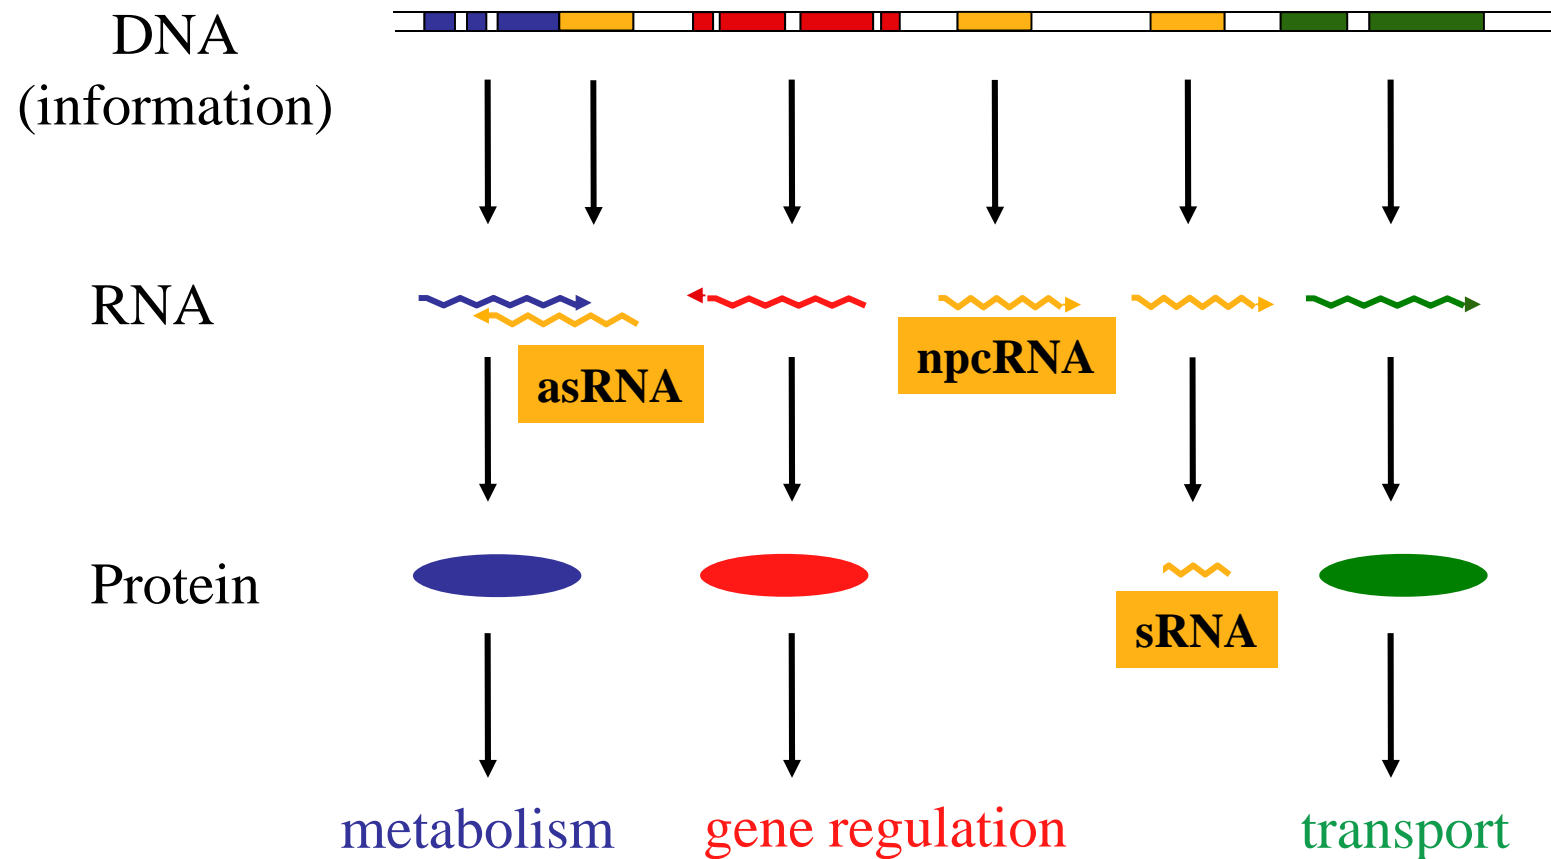 DNA
(information)
RNA
asRNA
npcRNA
Protein
sRNA
metabolism
gene regulation
transport